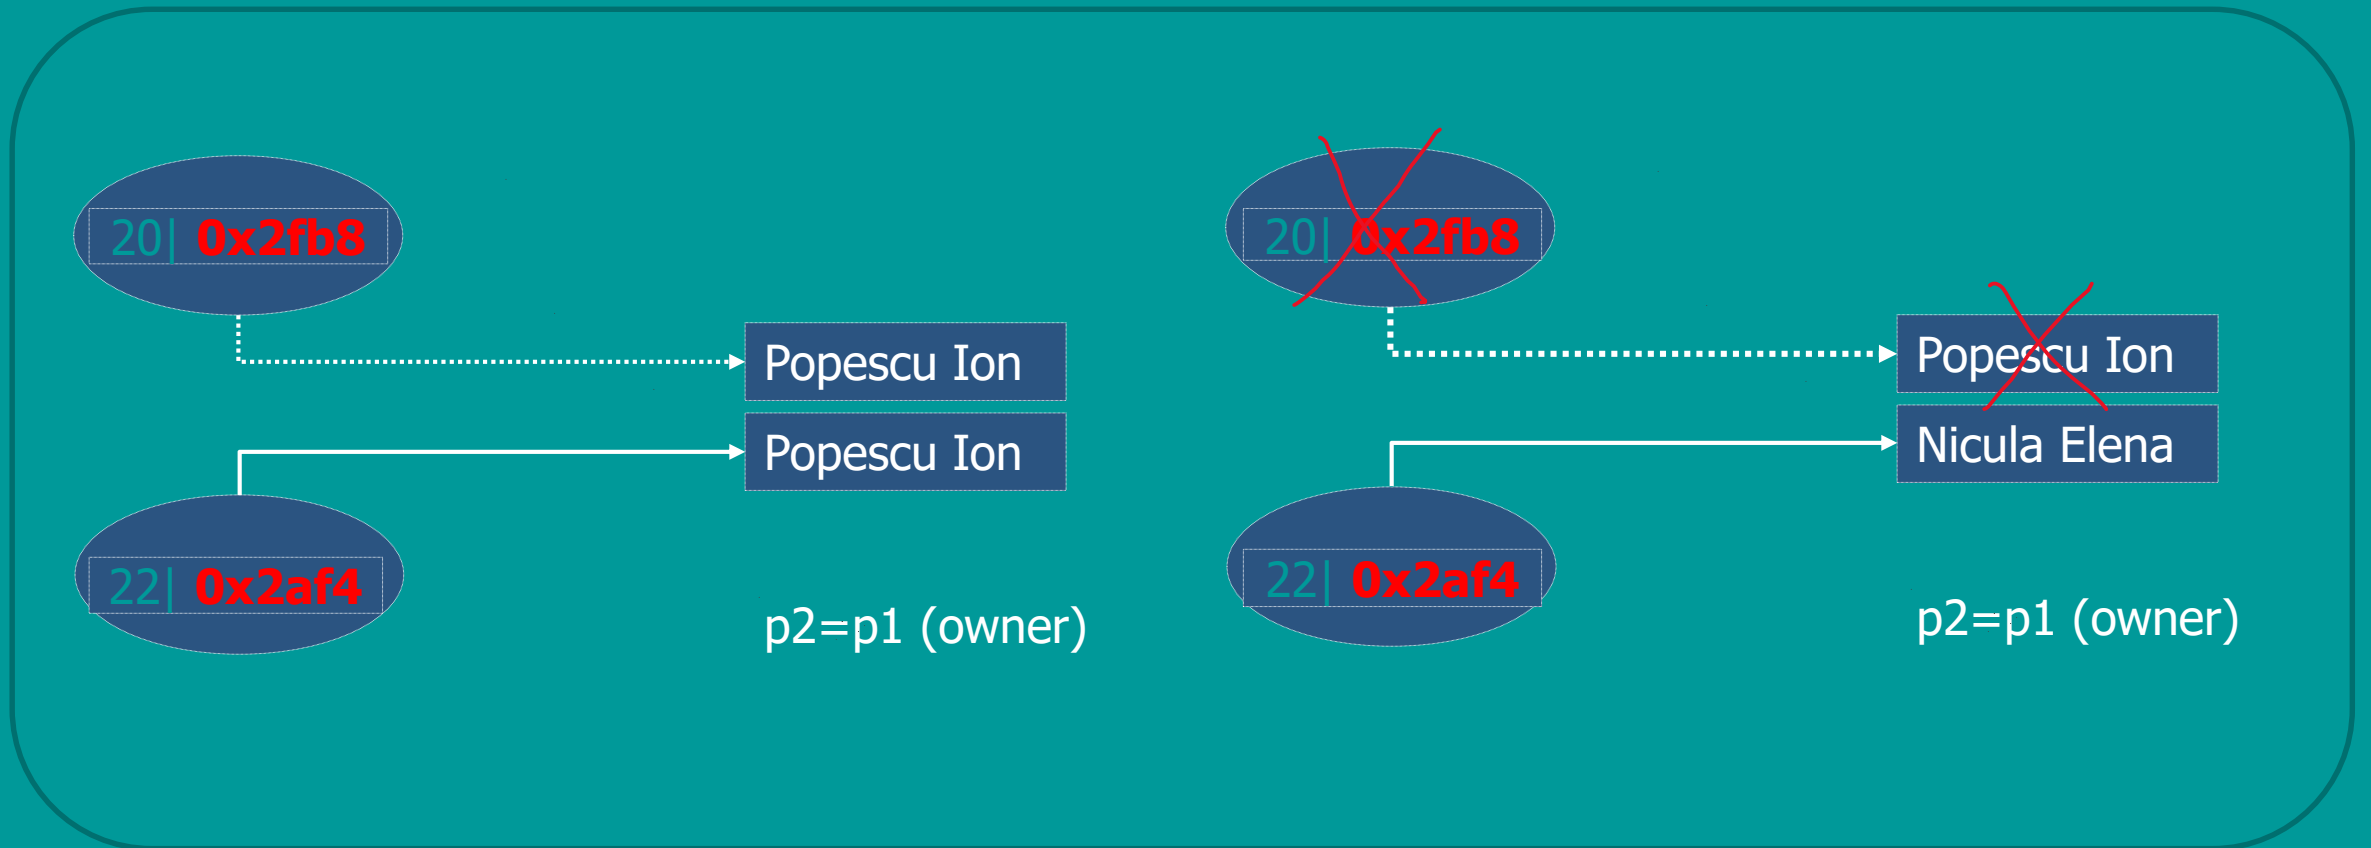 20| 0x2fb8
Popescu Ion
Popescu Ion
22| 0x2af4
p2=p1 (owner)
20| 0x2fb8
Popescu Ion
Nicula Elena
22| 0x2af4
p2=p1 (owner)